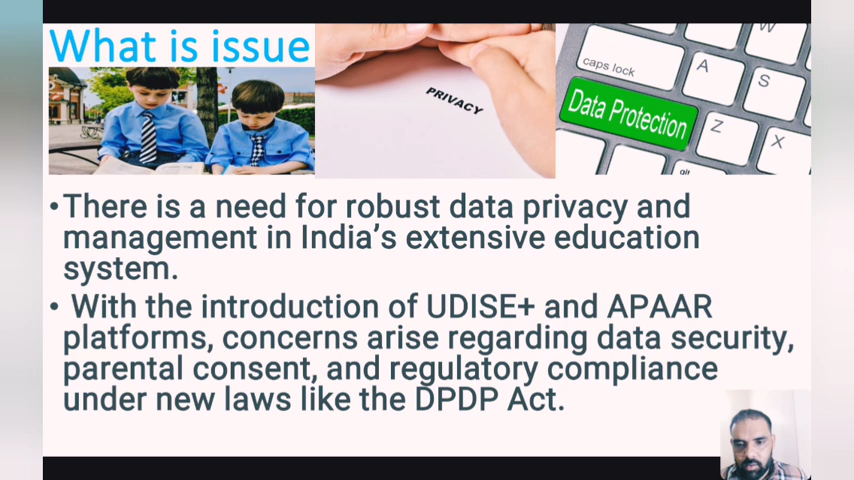 What is issue
PRIVACY
caps lock
A
S
W
Data Protection
Z
X
•There is a need for robust data privacy and
management in India's extensive education
system.
• With the introduction of UDISE+ and APAAR
platforms, concerns arise regarding data security,
parental consent, and regulatory compliance
under new laws like the DPDP Act.